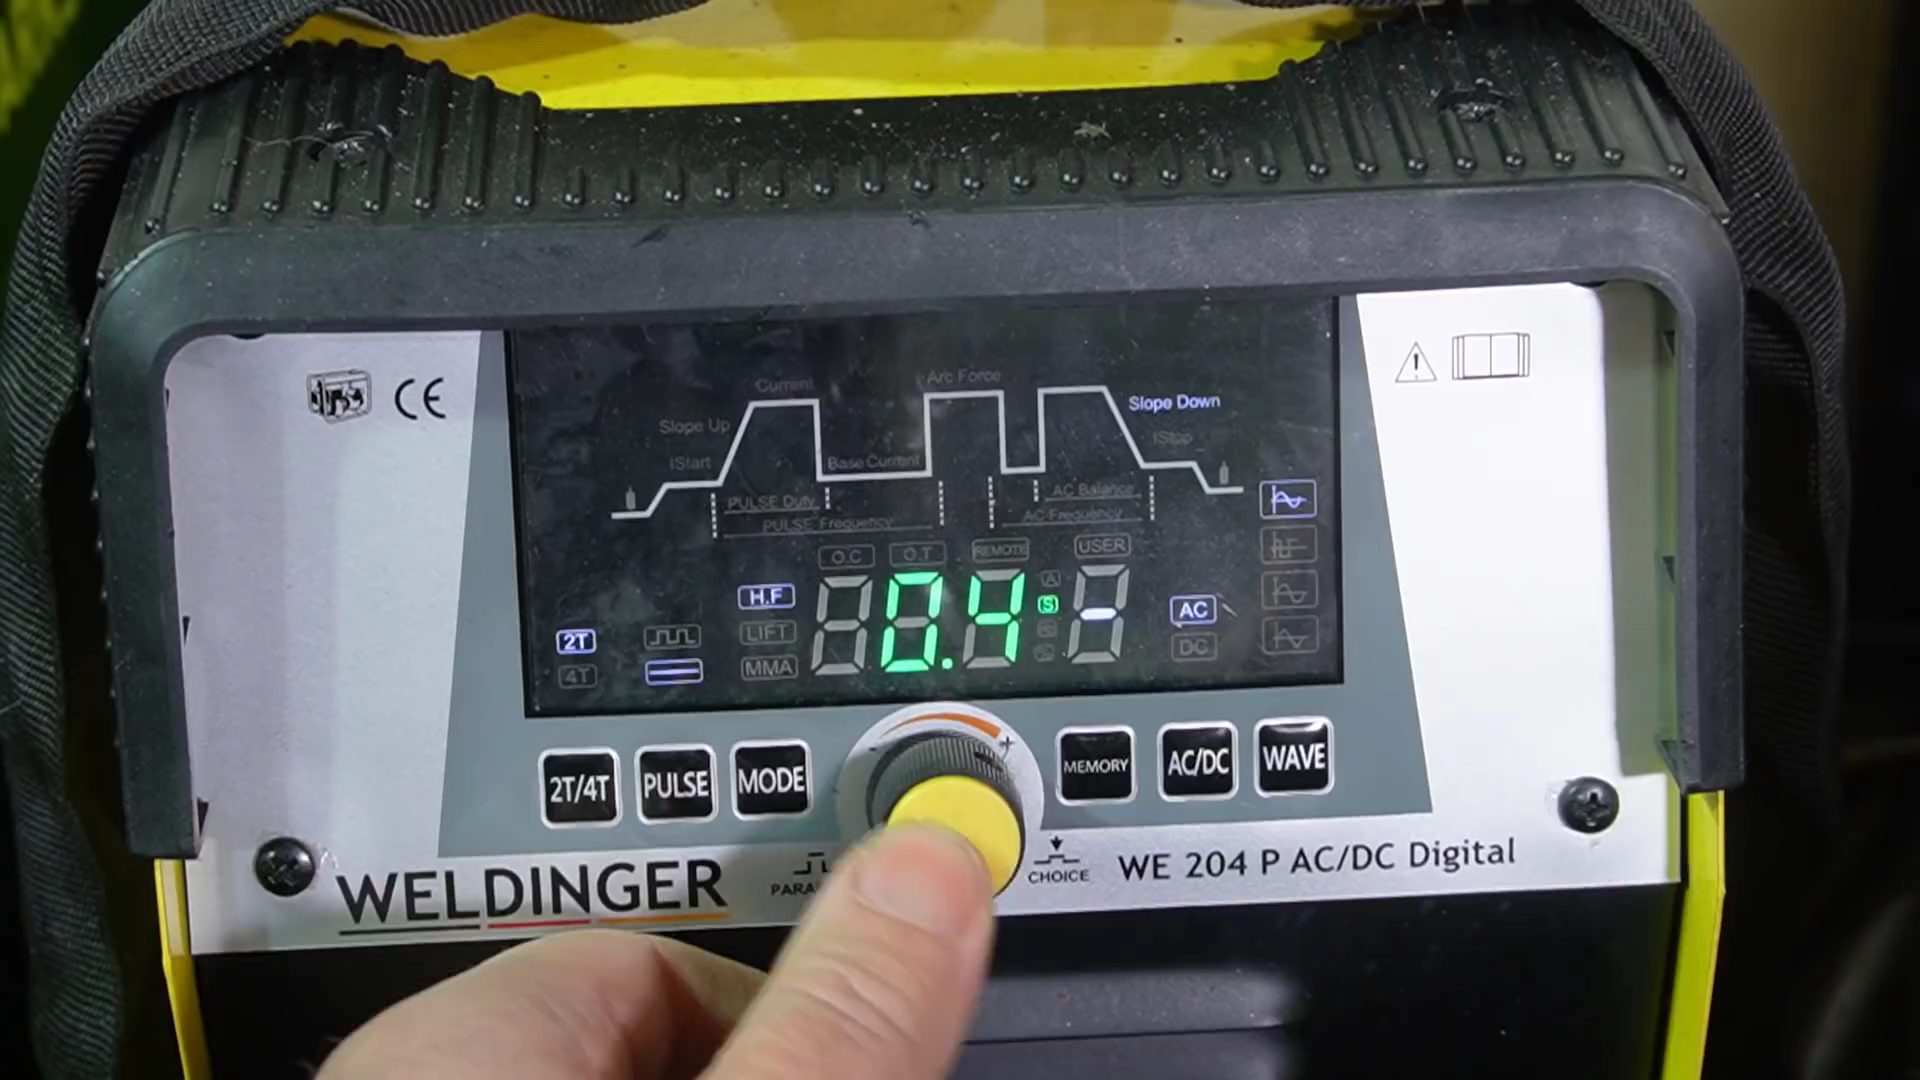 CE
Current
Arc Force
Slope Up
Slope Down
IStart
Base Current
IStop
PULSE Duty
AC Balance
PULSE Frequency
AC Frequency
O.C
O.T
REMOTE
USER
H.F
0.4
A
S
-
AC
2T
LIFT
DC
4T
MMA
2T/4T
PULSE
MODE
- +
MEMORY
AC/DC
WAVE
WELDINGER
PARA
CHOICE
WE 204 P AC/DC Digital